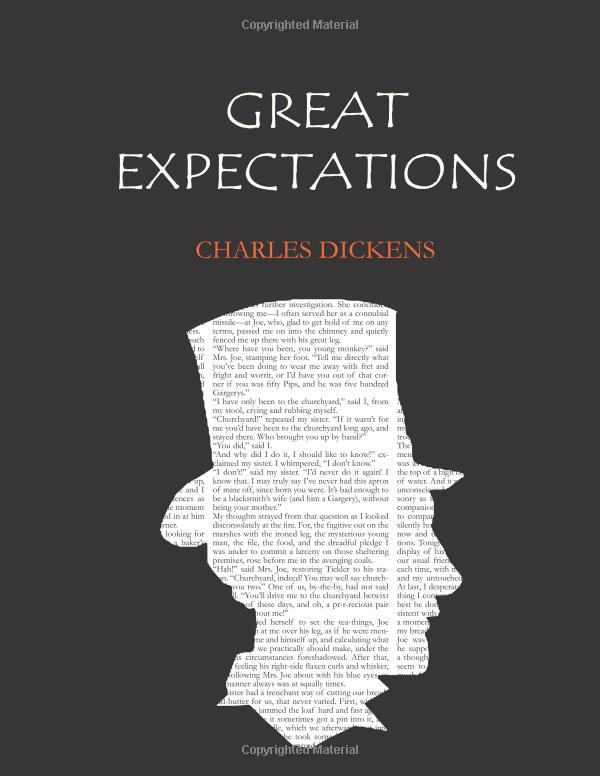 Copyrighted Material
GREAT
EXPECTATIONS
CHARLES DICKENS
further investigation. She
throwing me—I often served her as a connubial
missile—at Joe, who, glad to get hold of me on any
terms, passed me on into the chimney and quietly
fenced me up there with his great leg.
“Where have you been, you young monkey?” said
Mrs. Joe, stamping her foot. “Tell me directly what
you’ve been doing to wear me away with fret and
fright and worrit, or I’d have you out of that cor-
ner if you was fifty Pips, and he was five hundred
Gargerys.”
“I have only been to the churchyard,” said I, from
my stool, crying and rubbing myself.
“Churchyard!” repeated my sister. “If it warn’t for
me you’d have been to the churchyard long ago, and
stayed there. Who brought you up by hand?”
“You did,” said I.
“And why did I do it, I should like to know!” ex-
claimed my sister. I whimpered, “I don’t know.”
“I don’t!” said my sister. “I’d never do it again! I
know that. I may truly say I’ve never had this apron
of mine off, since born you were. It’s bad enough to
be a blacksmith’s wife (and him a Gargery), without
being your mother.”
My thoughts strayed from that question as I looked
disconsolately at the fire. For, the fugitive out on the
marshes with the ironed leg, the mysterious young
man, the file, the food, and the dreadful pledge I
was under to commit a larceny on those sheltering
premises, rose before me in the avenging coals.
“Hah!” said Mrs. Joe, restoring Tickler to his sta-
“Churchyard, indeed! You may well say church-
you two.” One of us, by-the-by, had not said
“You’ll drive me to the churchyard betwixt
of these days, and oh, a pr-r-recious pair
me!”
herself to set the tea-things, Joe
at me over his leg, as if he were men-
me and himself up, and calculating what
we practically should make, under the
circumstances foreshadowed. After that,
feeling his right-side flaxen curls and whisker,
following Mrs. Joe about with his blue eyes,
manner always was at squally times.
had a trenchant way of cutting our
for us, that never varied. First,
jammed the loaf hard and fast
it sometimes got a pin into it,
which we
he took some
Copyrighted Material